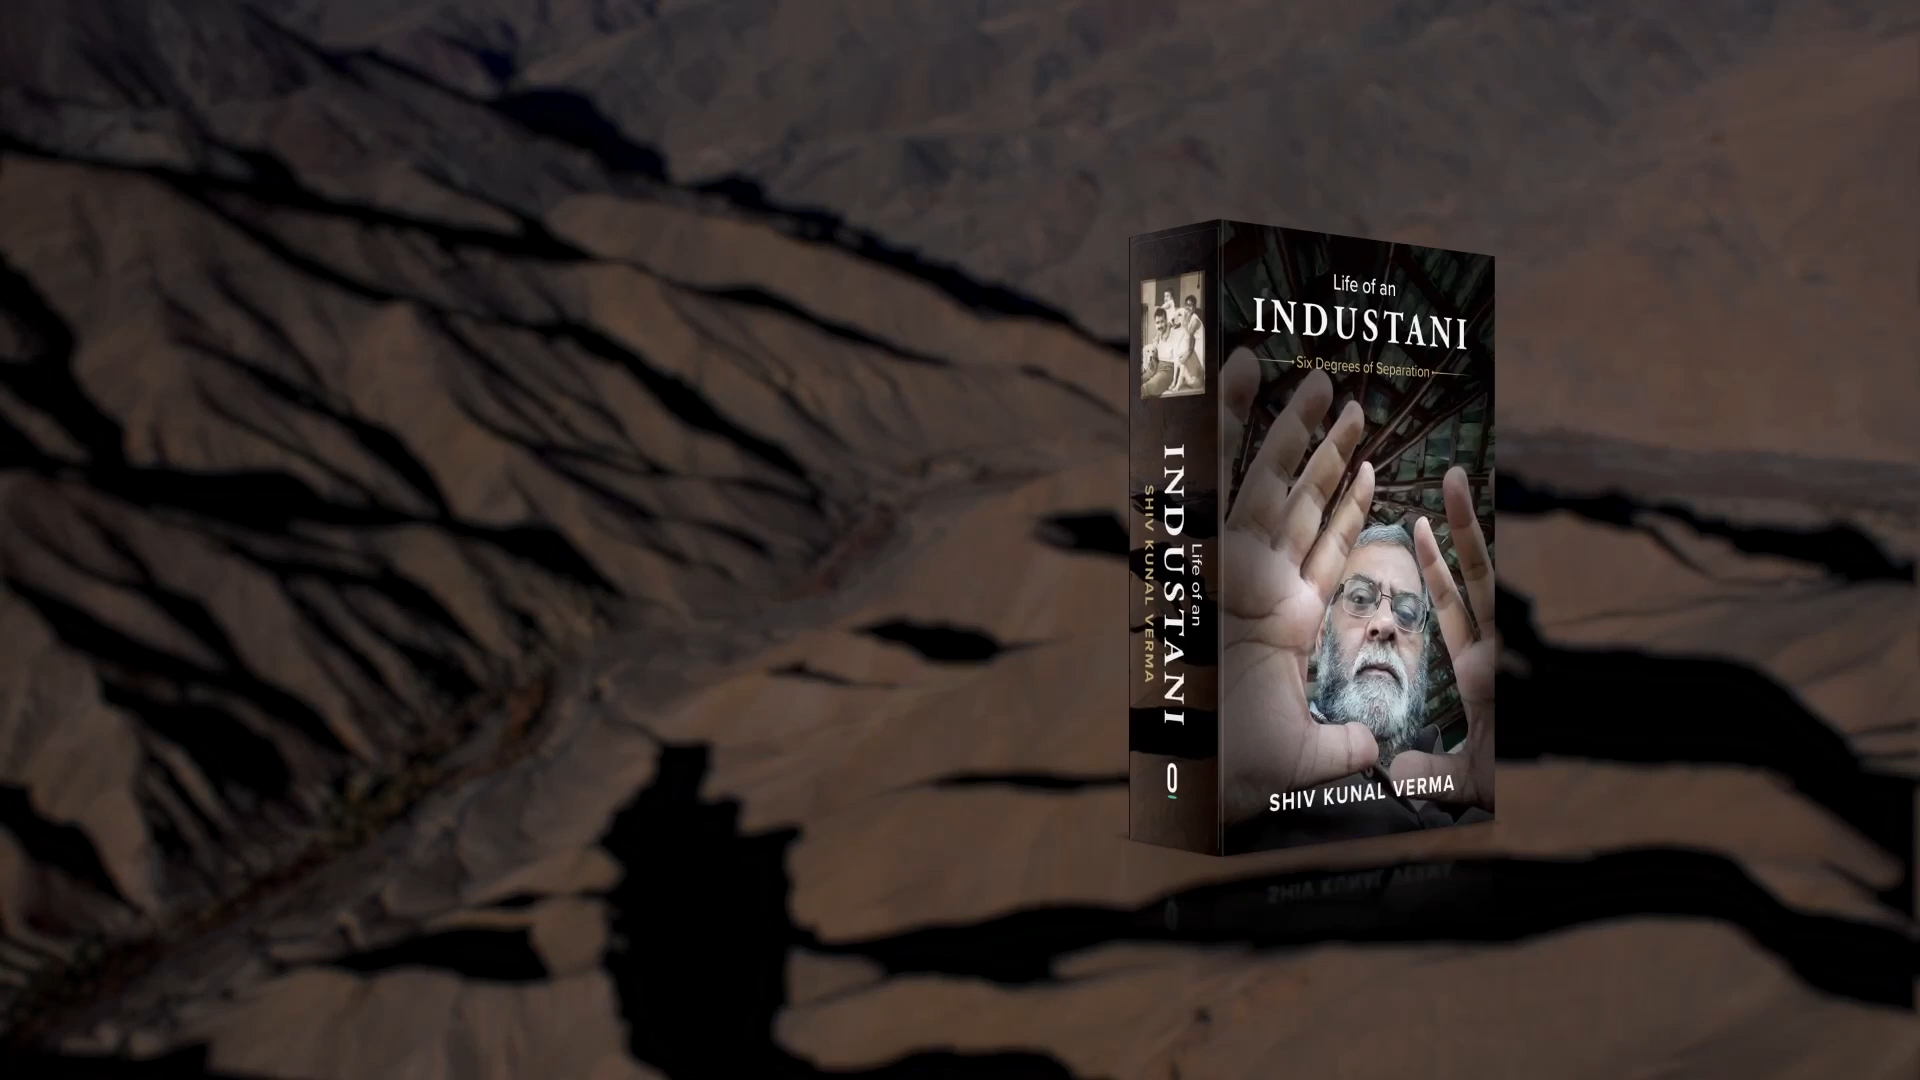 Life of an
INDUSTANI
Six Degrees of Separation
SHIV KUNAL VERMA
Life of an
INDUSTANI
SHIV KUNAL VERMA